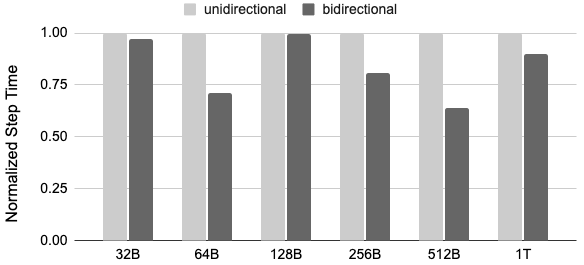 unidirectional bidirectional
1.00
0.75
0.50
0.25
0.00
Normalized Step Time
32B 64B 128B 256B 512B 1T